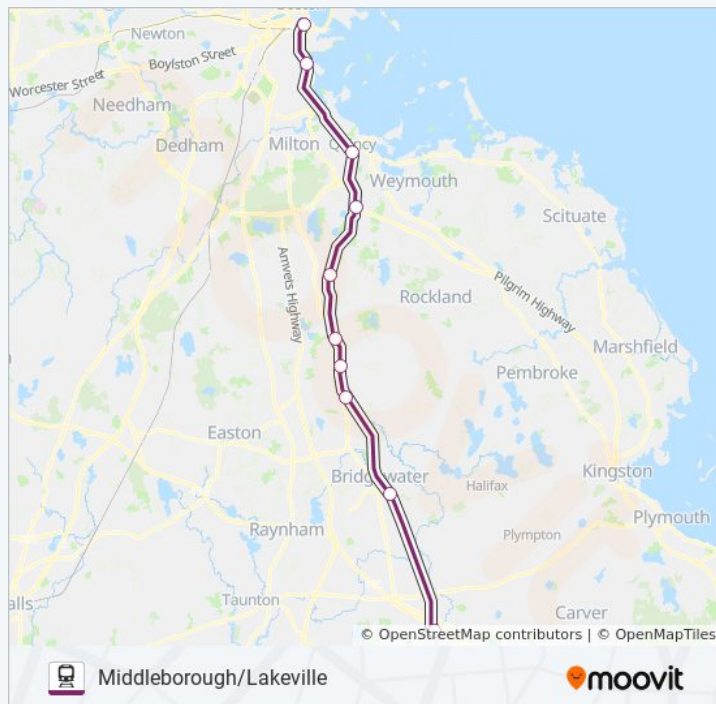 Newton
Boylston Street
Worcester Street
Needham
Dedham
Milton
Quincy
Weymouth
Scituate
Amvets Highway
Rockland
Pilgrim Highway
Marshfield
Pembroke
Easton
Bridgewater
Halifax
Kingston
Plymouth
Raynham
Plympton
Taunton
alls
Carver
© OpenStreetMap contributors | © OpenMapTiles
Middleborough/Lakeville
moovit